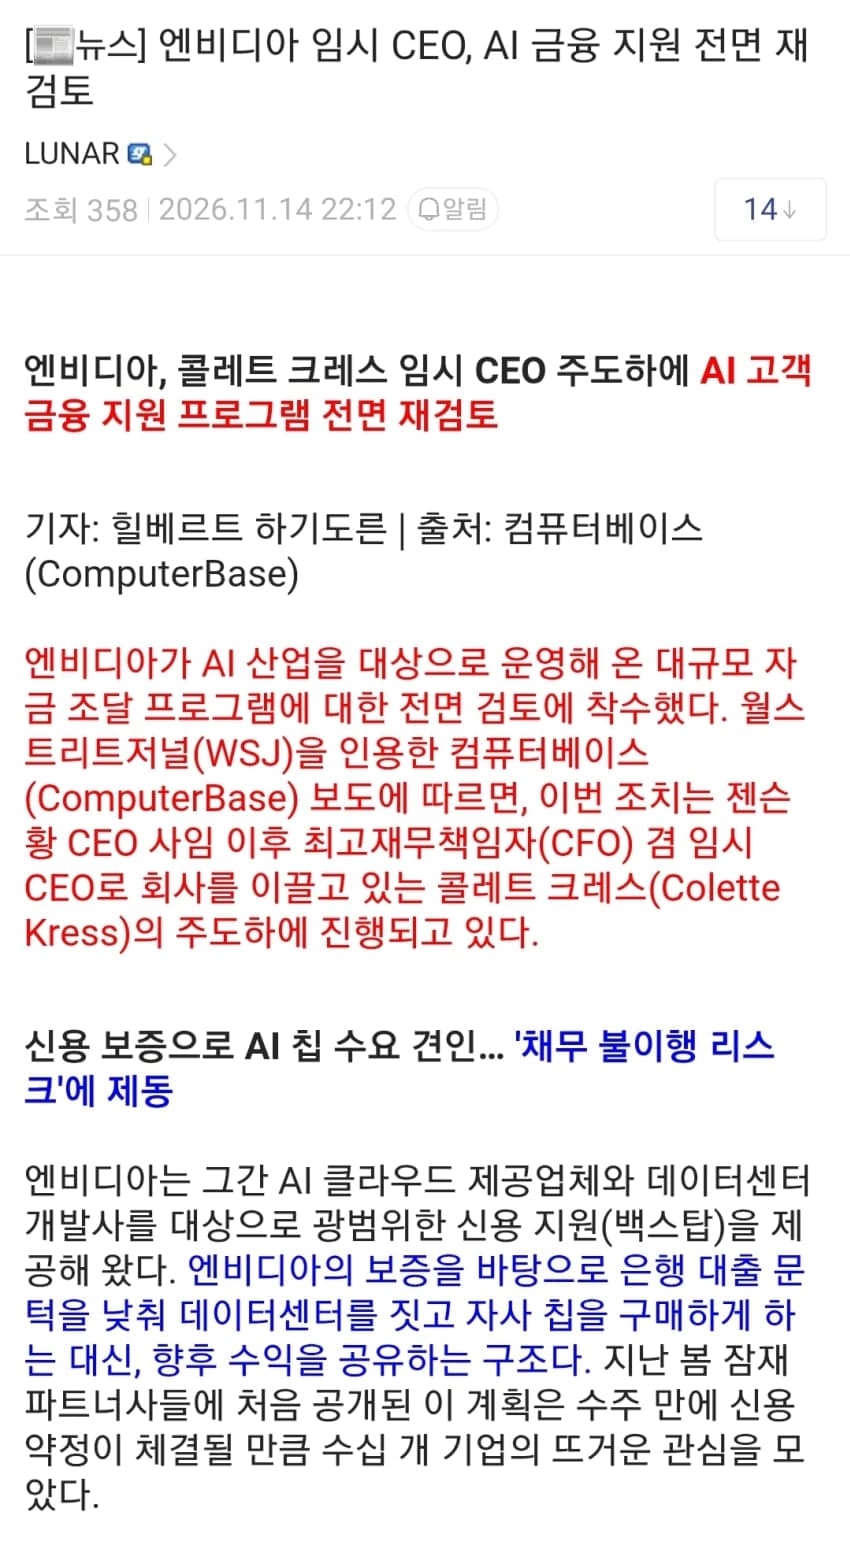 [뉴스] 엔비디아 임시 CEO, AI 금융 지원 전면 재
검토
LUNAR
조회 358 2026.11.14 22:12 알림
14↓
엔비디아, 콜레트 크레스 임시 CEO 주도하에 AI 고객
금융 지원 프로그램 전면 재검토
기자: 힐베르트 하기도른 | 출처: 컴퓨터베이스
(ComputerBase)
엔비디아가 AI 산업을 대상으로 운영해 온 대규모 자
금 조달 프로그램에 대한 전면 검토에 착수했다. 월스
트리트저널(WSJ)을 인용한 컴퓨터베이스
(ComputerBase) 보도에 따르면, 이번 조치는 젠슨
황 CEO 사임 이후 최고재무책임자(CFO) 겸 임시
CEO로 회사를 이끌고 있는 콜레트 크레스(Colette
Kress)의 주도하에 진행되고 있다.
신용 보증으로 AI 칩 수요 견인... '채무 불이행 리스
크'에 제동
엔비디아는 그간 AI 클라우드 제공업체와 데이터센터
개발사를 대상으로 광범위한 신용 지원(백스탑)을 제
공해 왔다. 엔비디아의 보증을 바탕으로 은행 대출 문
턱을 낮춰 데이터센터를 짓고 자사 칩을 구매하게 하
는 대신, 향후 수익을 공유하는 구조다. 지난 봄 잠재
파트너사들에 처음 공개된 이 계획은 수주 만에 신용
약정이 체결될 만큼 수십 개 기업의 뜨거운 관심을 모
았다.